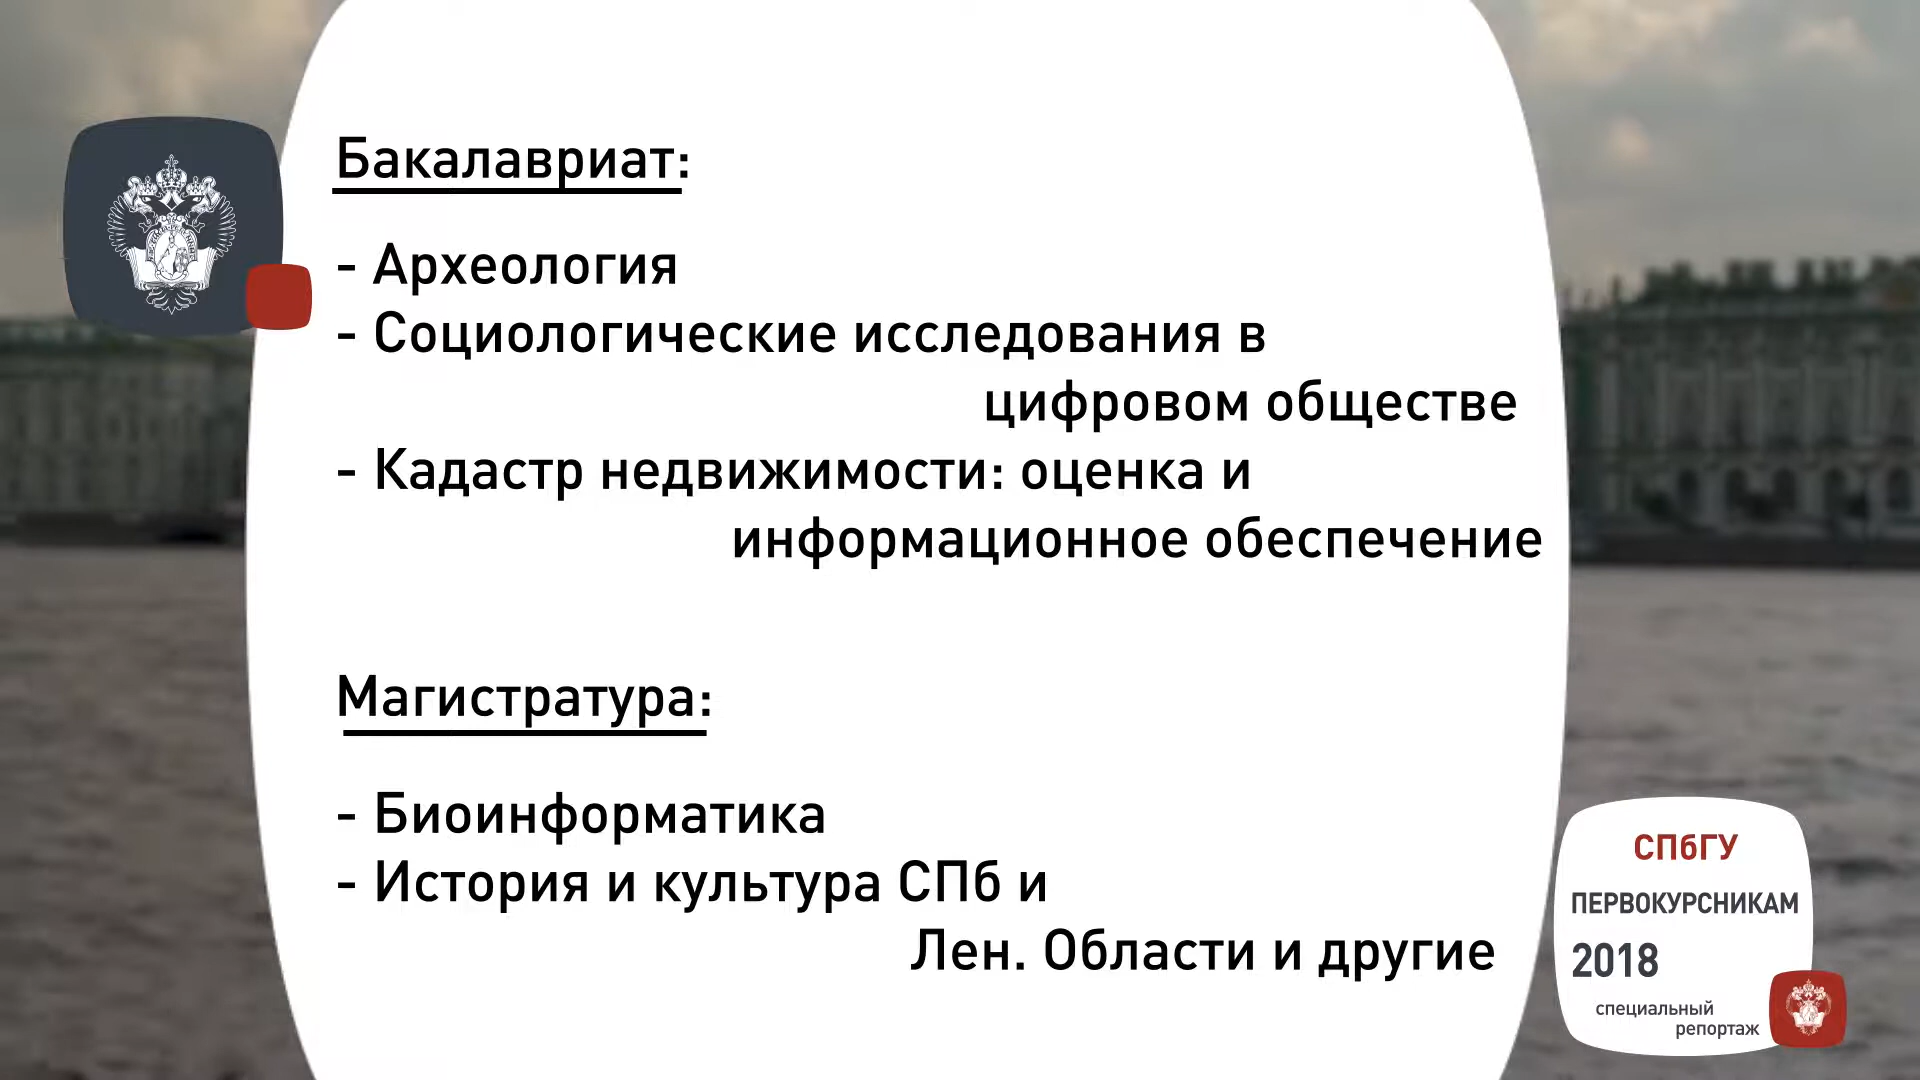 Бакалавриат:
- Археология
- Социологические исследования в
цифровом обществе
- Кадастр недвижимости: оценка и
информационное обеспечение
Магистратура:
- Биоинформатика
- История и культура СПб и
Лен. Области и другие
СПбГУ
ПЕРВОКУРСНИКАМ
2018
специальный
репортаж